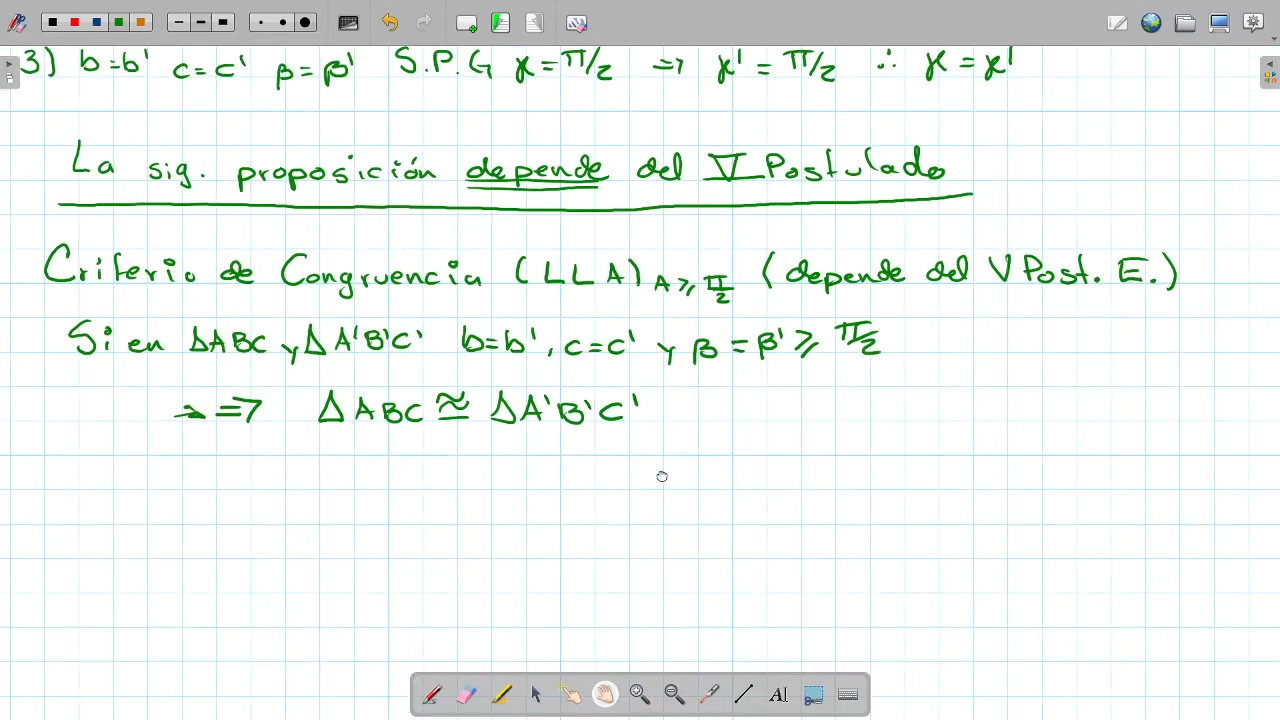 3) b=b' c=c' β=β' S.P.G γ=π/2 ⇒ γ'=π/2 ∴ γ=γ'
La sig. proposición depende del V Postulado
Criterio de Congruencia (LLA) A≥π/2 (depende del V Post. E.)
Si en ΔABC y ΔA'B'C' b=b', c=c' y β=β'≥π/2
⇒ ΔABC ≅ ΔA'B'C'